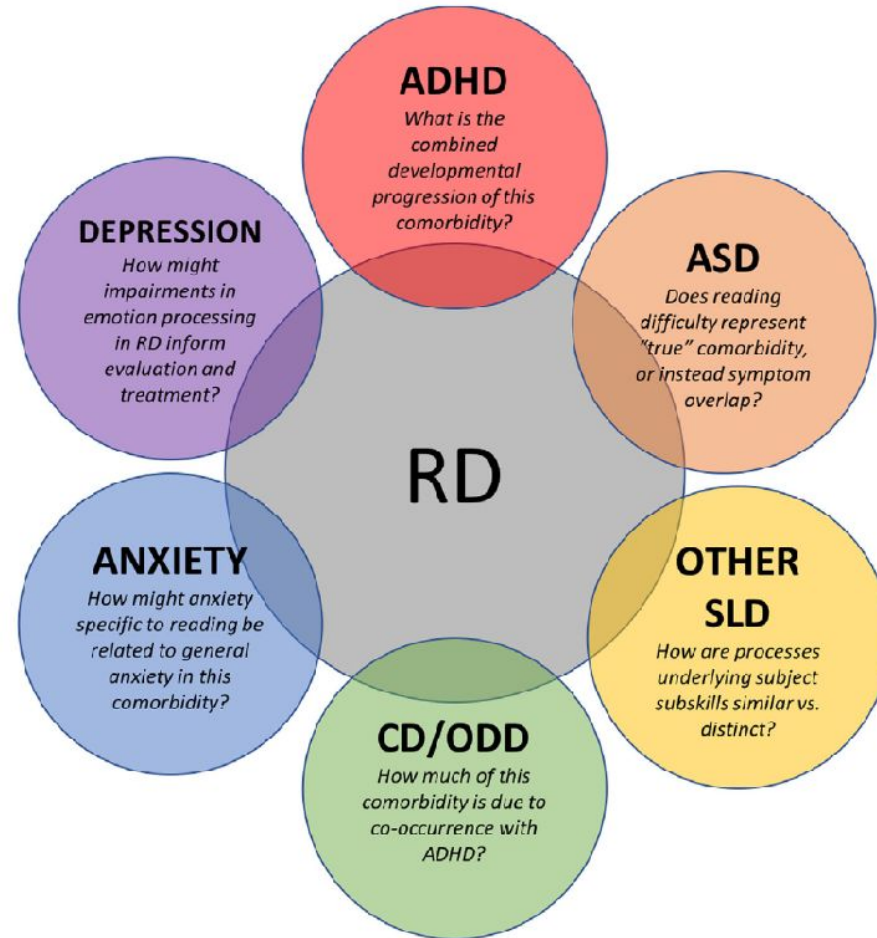 ADHD
What is the
combined
developmental
progression of this
comorbidity?
DEPRESSION
How might
impairments in
emotion processing
in RD inform
evaluation and
treatment?
ASD
Does reading
difficulty represent
"true" comorbidity,
or instead symptom
overlap?
RD
ANXIETY
How might anxiety
specific to reading be
related to general
anxiety in this
comorbidity?
OTHER
SLD
How are processes
underlying subject
subskills similar vs.
distinct?
CD/ODD
How much of this
comorbidity is due to
co-occurrence with
ADHD?